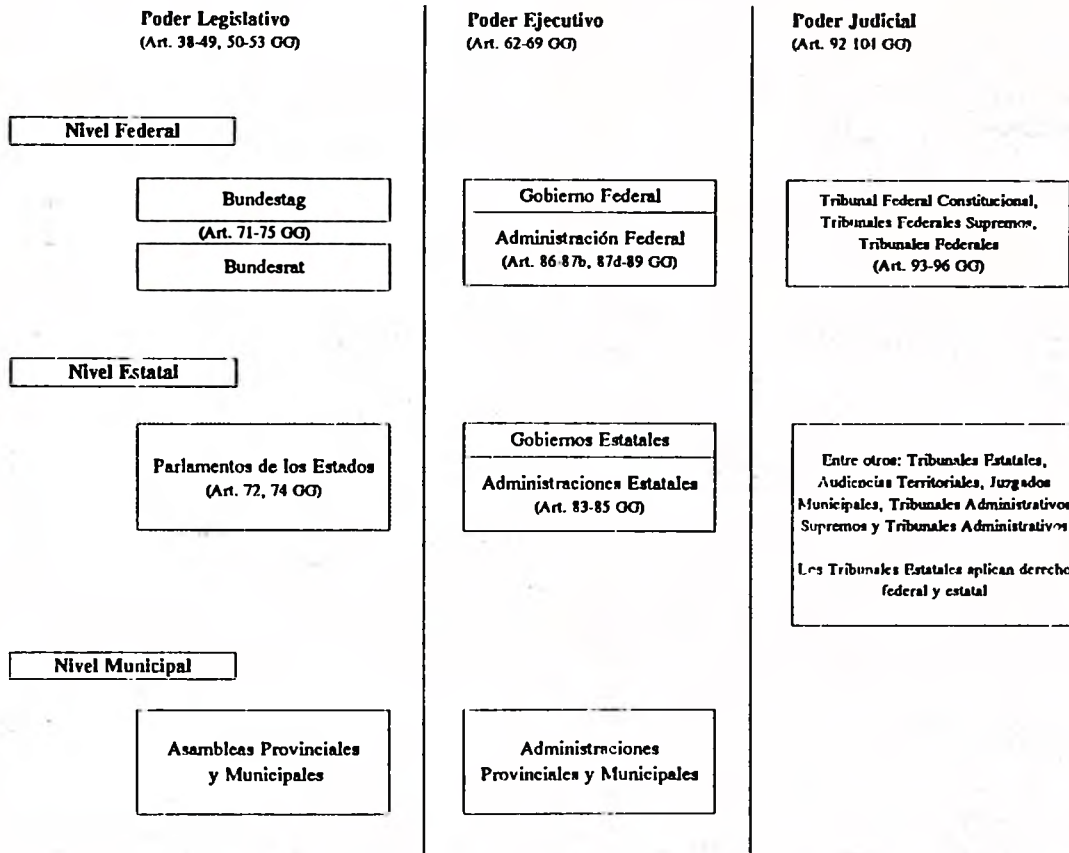 Poder Legislativo
(Art. 38-49, 50-53 GG)
Poder Ejecutivo
(Art. 62-69 GG)
Poder Judicial
(Art. 92 101 GG)
Nivel Federal
Bundestag
(Art. 71-75 GG)
Bundesrat
Gobierno Federal
Administración Federal
(Art. 86-87b, 87d-89 GG)
Tribunal Federal Constitucional,
Tribunales Federales Supremos,
Tribunales Federales
(Art. 93-96 GG)
Nivel Estatal
Parlamentos de los Estados
(Art. 72, 74 GG)
Gobiernos Estatales
Administraciones Estatales
(Art. 83-85 GG)
Entre otros: Tribunales Estatales,
Audiencias Territoriales, Juzgados
Municipales, Tribunales Administrativos
Supremos y Tribunales Administrativos
Los Tribunales Estatales aplican derecho
federal y estatal
Nivel Municipal
Asambleas Provinciales
y Municipales
Administraciones
Provinciales y Municipales